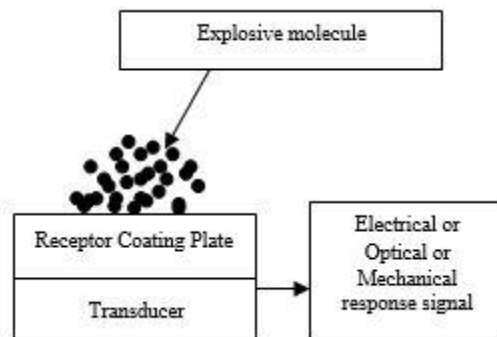 Explosive molecule
Receptor Coating Plate
Transducer
Electrical or
Optical or
Mechanical
response signal